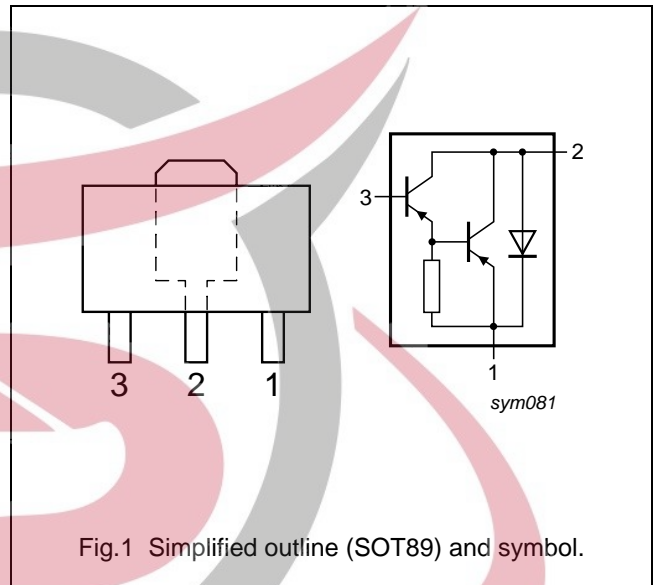 2
3
1
sym081
3 2 1
Fig.1 Simplified outline (SOT89) and symbol.